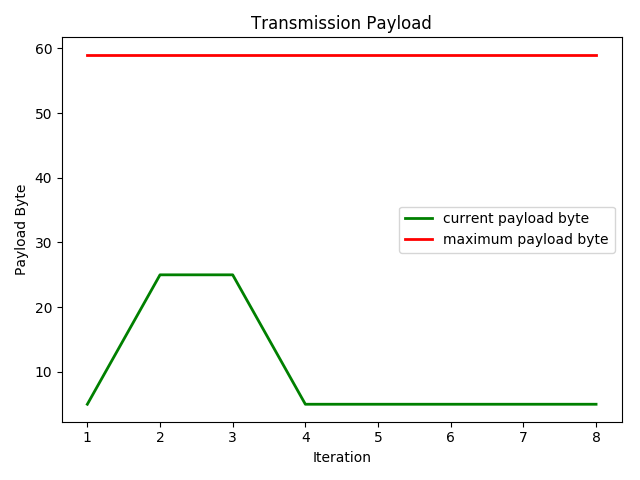 Transmission Payload
60
50
40
30
20
10
Payload Byte
current payload byte
maximum payload byte
1 2 3 4 5 6 7 8
Iteration